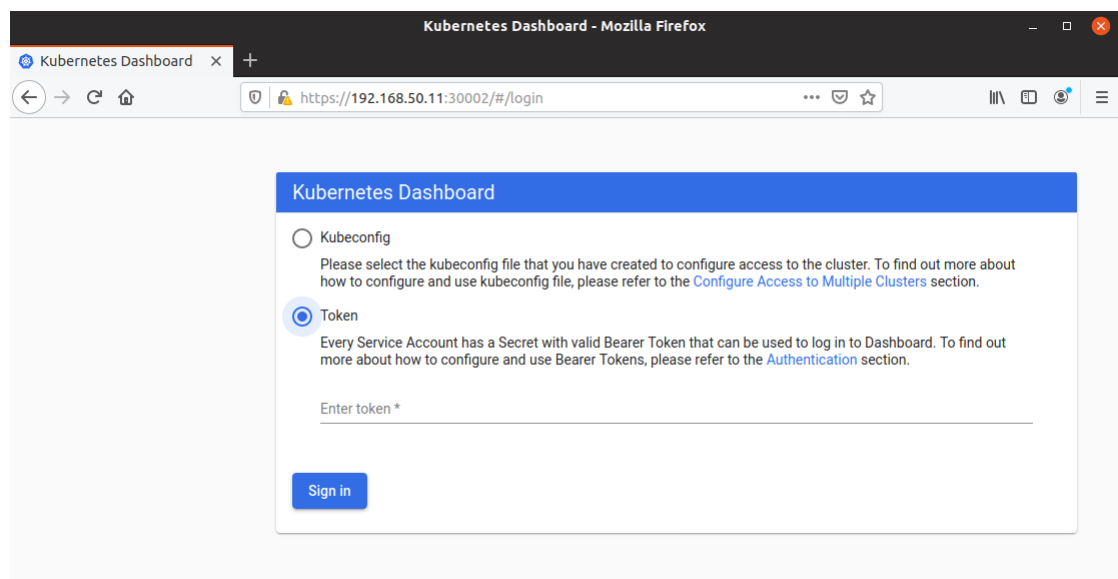 Kubernetes Dashboard - Mozilla Firefox
Kubernetes Dashboard
https://192.168.50.11:30002/#/login
Kubernetes Dashboard
Kubeconfig
Please select the kubeconfig file that you have created to configure access to the cluster. To find out more about
how to configure and use kubeconfig file, please refer to the Configure Access to Multiple Clusters section.
Token
Every Service Account has a Secret with valid Bearer Token that can be used to log in to Dashboard. To find out
more about how to configure and use Bearer Tokens, please refer to the Authentication section.
Enter token *
Sign in